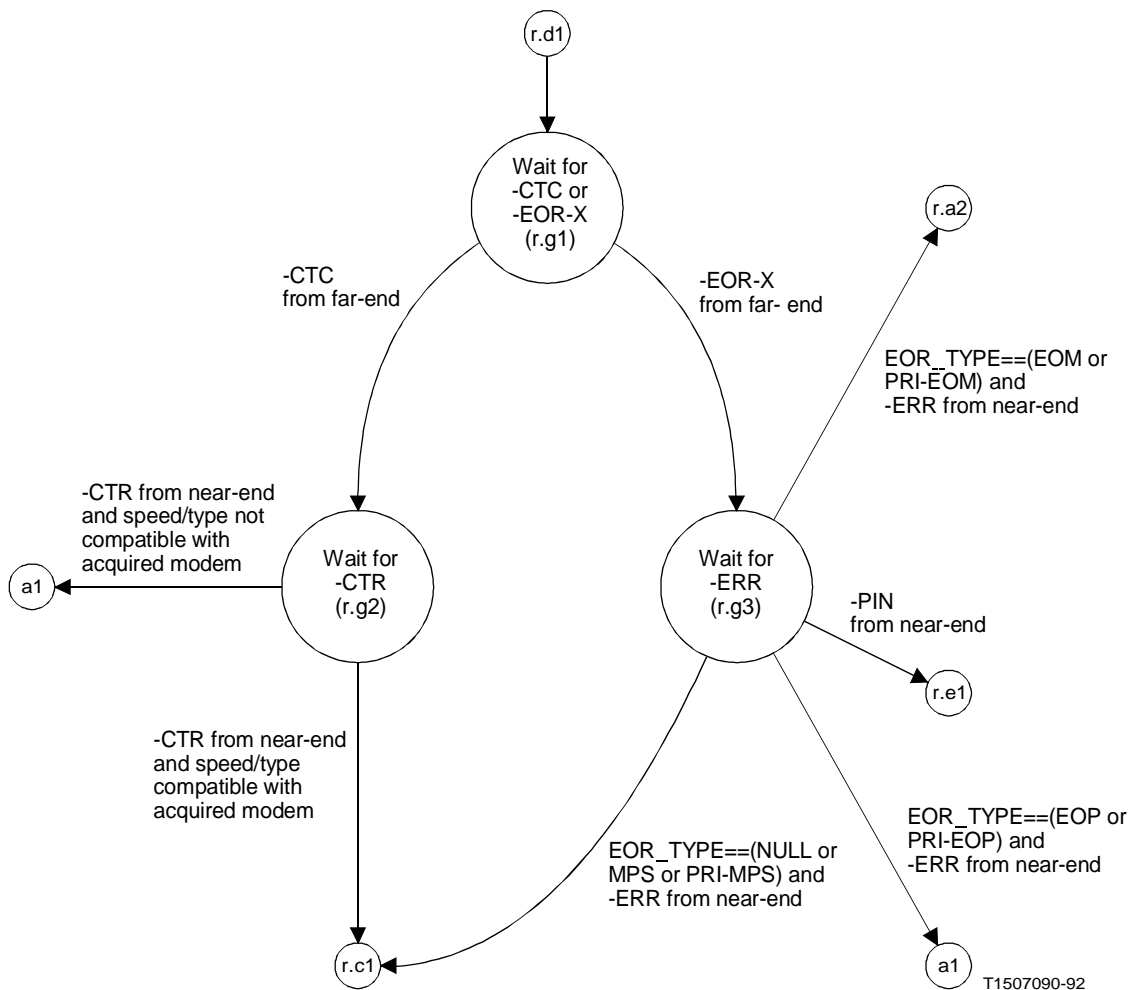 r.d1
Wait for
-CTC or
-EOR-X
(r.g1)
r.a2
-CTC
from far-end
-EOR-X
from far- end
EOR_TYPE==(EOM or
PRI-EOM) and
-ERR from near-end
-CTR from near-end
and speed/type not
compatible with
acquired modem
a1
Wait for
-CTR
(r.g2)
Wait for
-ERR
(r.g3)
-PIN
from near-end
r.e1
-CTR from near-end
and speed/type
compatible with
acquired modem
EOR_TYPE==(NULL or
MPS or PRI-MPS) and
-ERR from near-end
EOR_TYPE==(EOP or
PRI-EOP) and
-ERR from near-end
r.c1
a1
T1507090-92